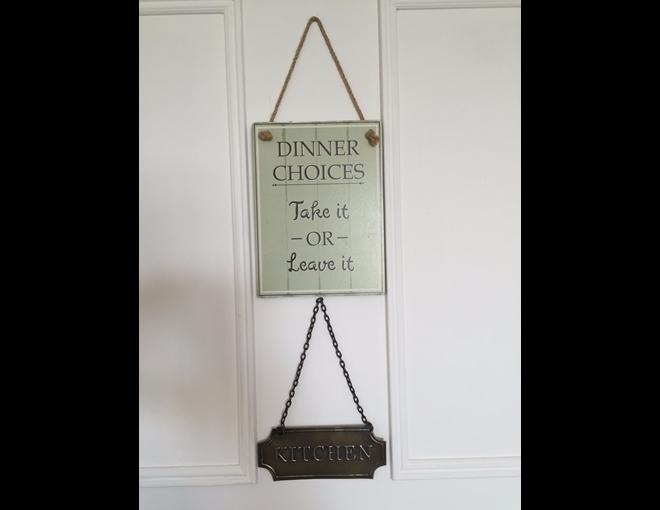 DINNER
CHOICES
Take it
-OR-
Leave it
KITCHEN